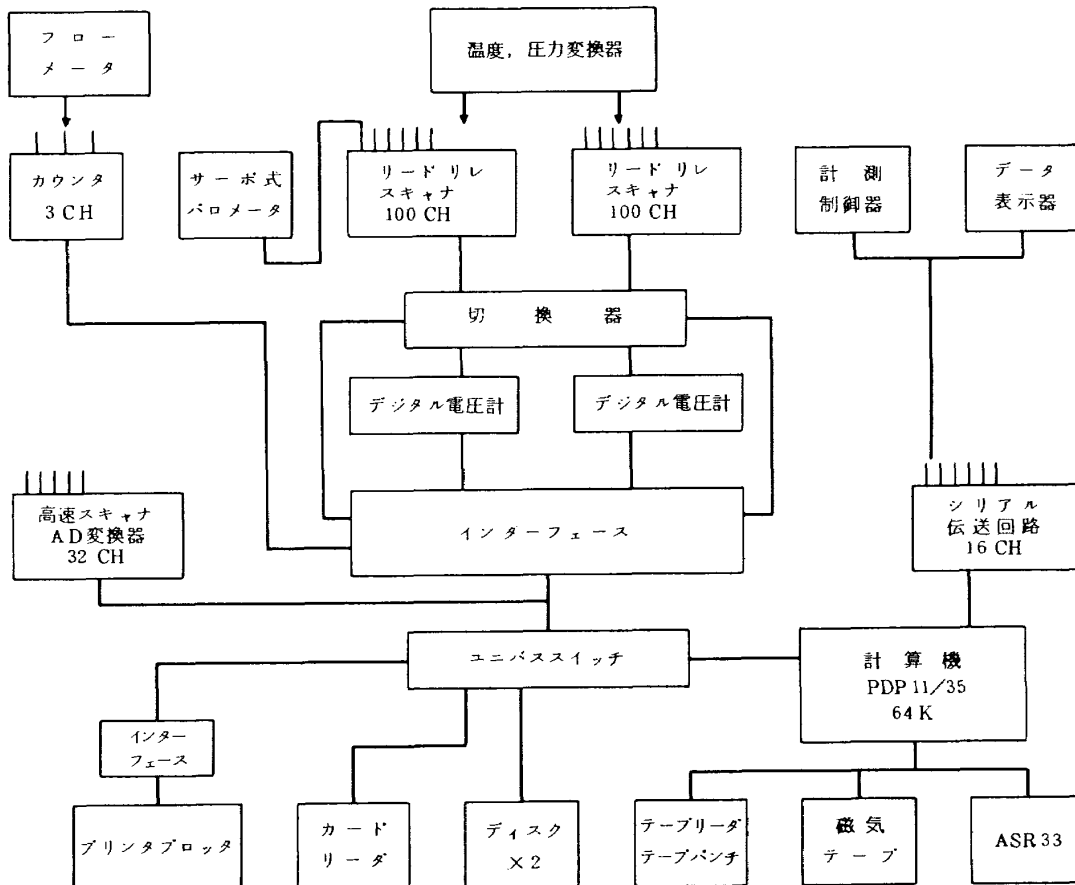 フロー
メータ
温度，圧力変換器
カウンタ
3 CH
サーボ式
バロメータ
リードリレ
スキャナ
100 CH
リードリレ
スキャナ
100 CH
計測
制御器
データ
表示器
切換器
デジタル電圧計
デジタル電圧計
高速スキャナ
AD変換器
32 CH
インターフェース
シリアル
伝送回路
16 CH
ユニバススイッチ
計算機
PDP 11／35
64 K
インター
フェース
プリンタプロッタ
カード
リーダ
ディスク
×2
テープリーダ
テープパンチ
磁気
テープ
ASR 33